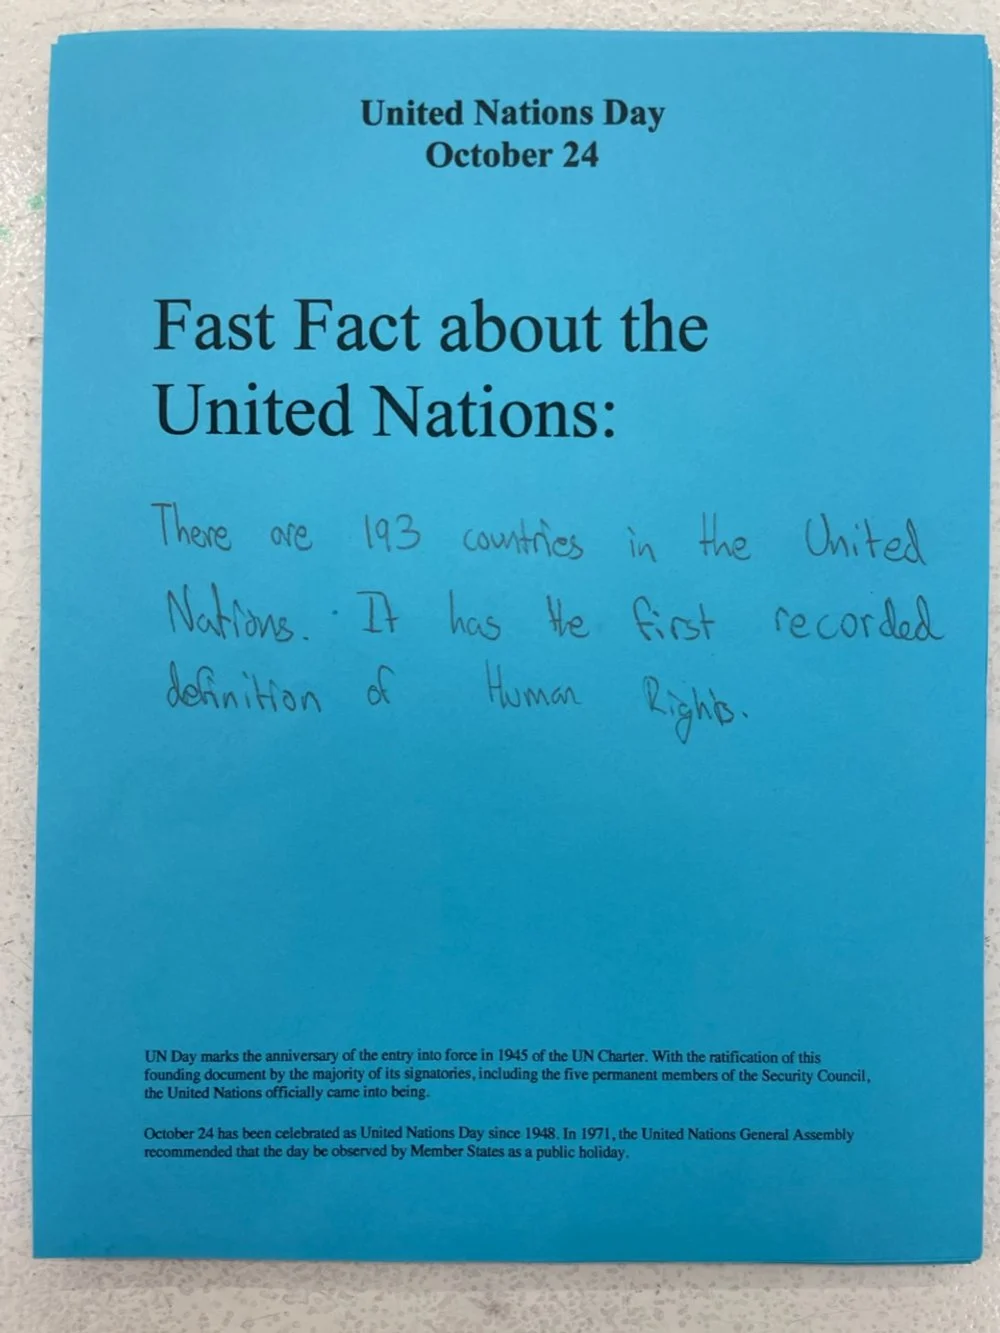 United Nations Day
October 24
Fast Fact about the
United Nations:
There are 193 countries in the United
Nations. It has the first recorded
definition of Human Rights.
UN Day marks the anniversary of the entry into force in 1945 of the UN Charter. With the ratification of this
founding document by the majority of its signatories, including the five permanent members of the Security Council,
the United Nations officially came into being.
October 24 has been celebrated as United Nations Day since 1948. In 1971, the United Nations General Assembly
recommended that the day be observed by Member States as a public holiday.